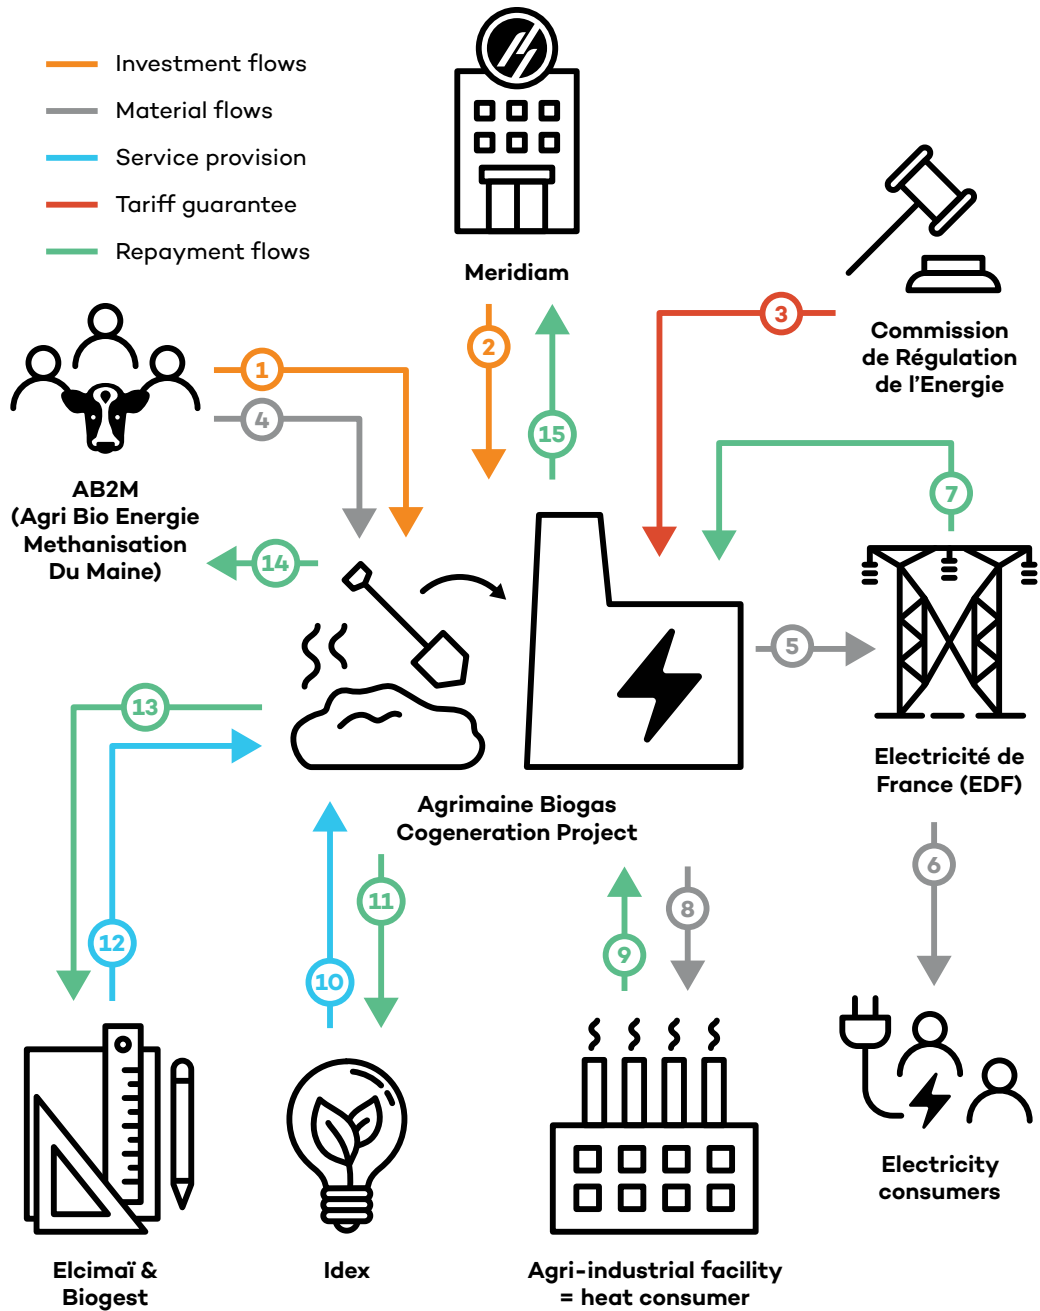 Investment flows
Material flows
Service provision
Tariff guarantee
Repayment flows
Meridiam
Commission
de Régulation
de l'Energie
3
1
2
4
15
7
AB2M
(Agri Bio Energie
Methanisation
Du Maine)
14
5
13
Electricité de
France (EDF)
Agrimaine Biogas
Cogeneration Project
6
11
8
12
9
10
Electricity
consumers
Elcimaï &
Biogest
Idex
Agri-industrial facility
= heat consumer